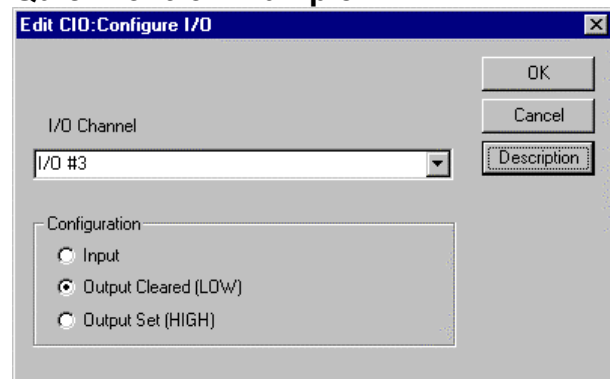 Edit CIO:Configure I/O
OK
Cancel
Description
I/O Channel
I/O #3
Configuration
Input
Output Cleared (LOW)
Output Set (HIGH)